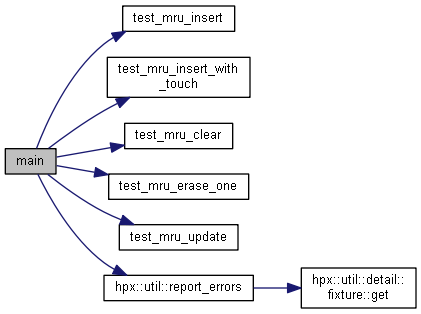 test_mru_insert
test_mru_insert_with
_touch
main
test_mru_clear
test_mru_erase_one
test_mru_update
hpx::util::report_errors
hpx::util::detail::
fixture::get